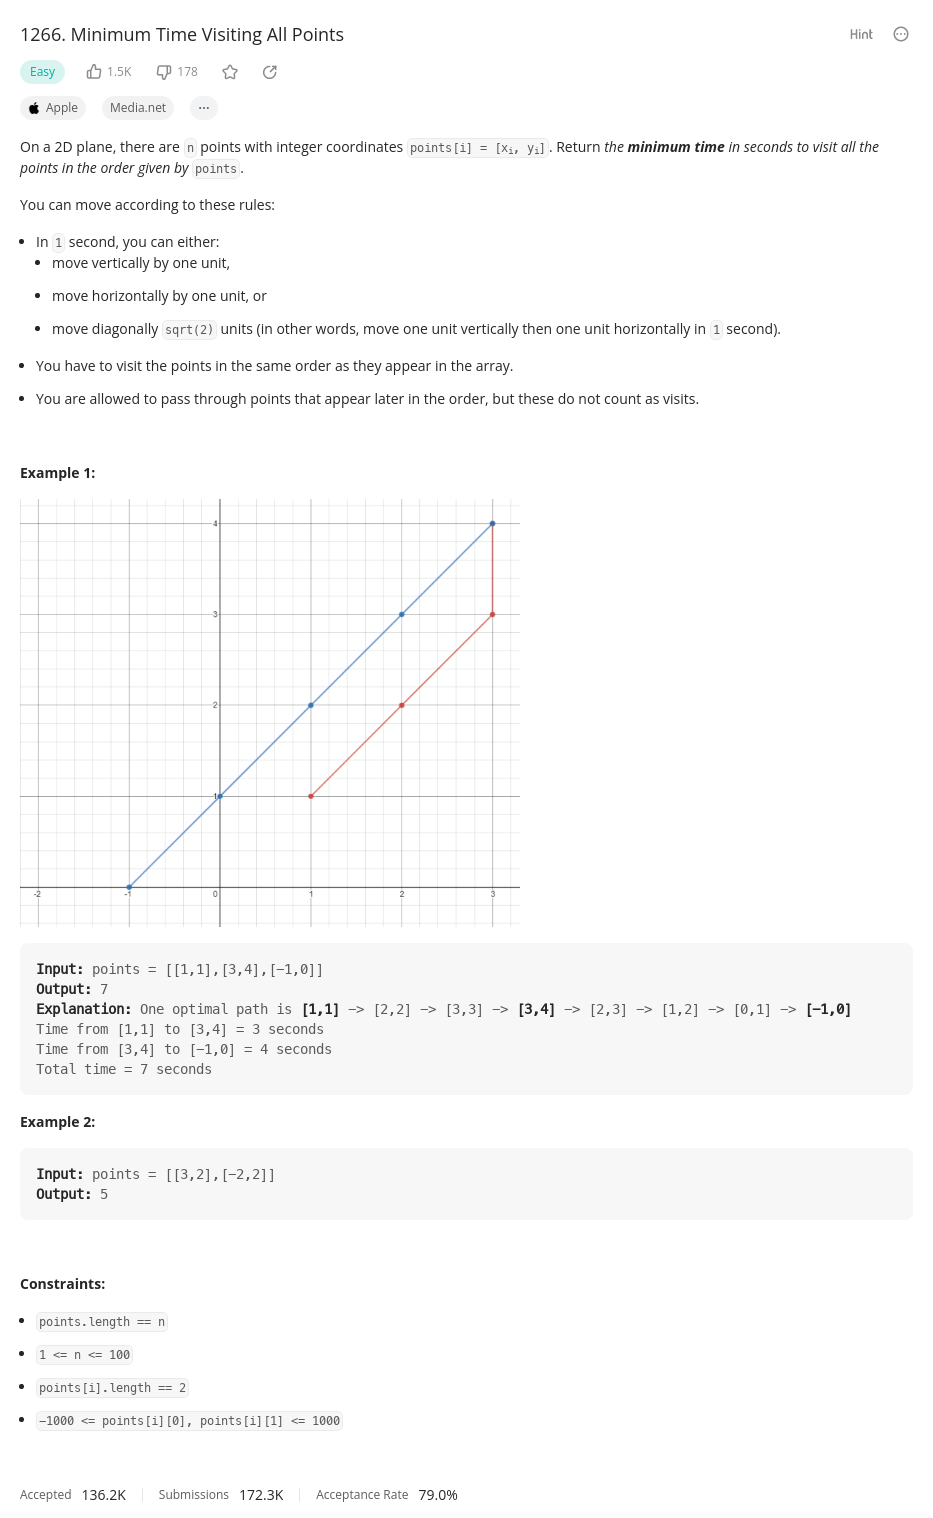 1266. Minimum Time Visiting All Points
Hint
Easy 1.5K 178
Apple Media.net ...
On a 2D plane, there are n points with integer coordinates points[i] = [xi, yi]. Return the minimum time in seconds to visit all the
points in the order given by points.
You can move according to these rules:
In 1 second, you can either:
move vertically by one unit,
move horizontally by one unit, or
move diagonally sqrt(2) units (in other words, move one unit vertically then one unit horizontally in 1 second).
You have to visit the points in the same order as they appear in the array.
You are allowed to pass through points that appear later in the order, but these do not count as visits.
Example 1:
4
3
2
1
-2 -1 0 1 2 3
Input: points = [[1,1],[3,4],[−1,0]]
Output: 7
Explanation: One optimal path is [1,1] −> [2,2] −> [3,3] −> [3,4] −> [2,3] −> [1,2] −> [0,1] −> [−1,0]
Time from [1,1] to [3,4] = 3 seconds
Time from [3,4] to [−1,0] = 4 seconds
Total time = 7 seconds
Example 2:
Input: points = [[3,2],[−2,2]]
Output: 5
Constraints:
points.length == n
1 <= n <= 100
points[i].length == 2
−1000 <= points[i][0], points[i][1] <= 1000
Accepted 136.2K Submissions 172.3K Acceptance Rate 79.0%